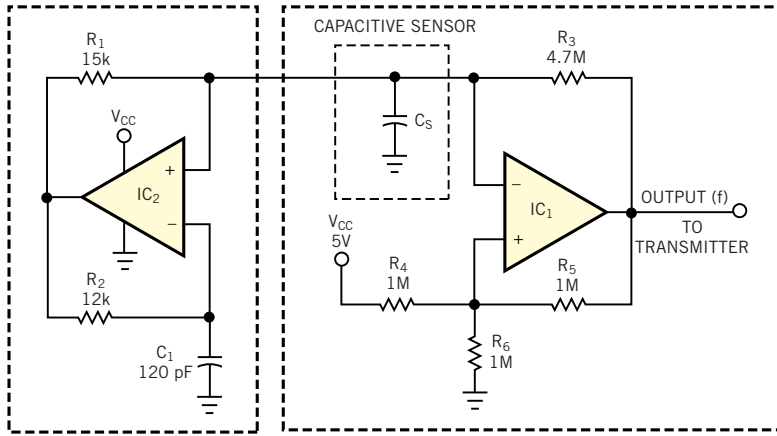 CAPACITIVE SENSOR
R1
15k
R3
4.7M
VCC
CS
+
IC2
−
−
IC1
+
OUTPUT (f)
TO
TRANSMITTER
VCC
5V
R2
12k
R4
1M
R5
1M
C1
120 pF
R6
1M